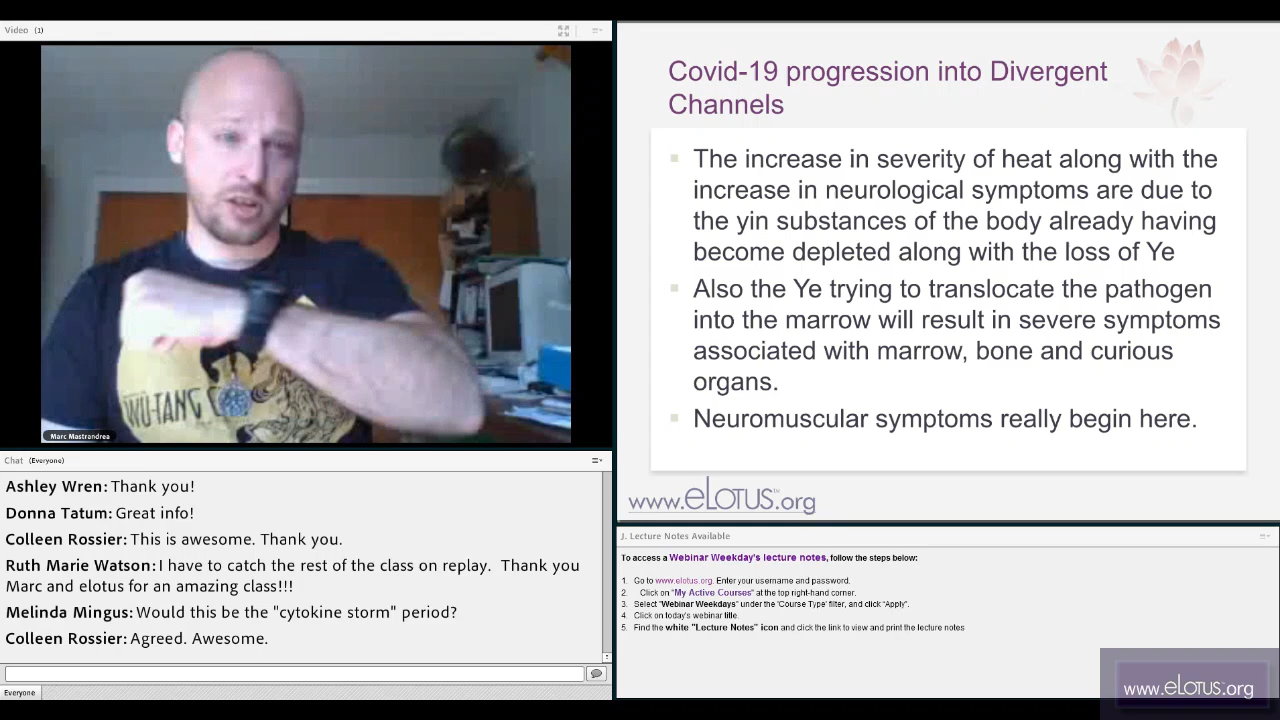 Video (1)
Marc Mastrandrea
WU-TANG
Chat (Everyone)
Ashley Wren: Thank you!
Donna Tatum: Great info!
Colleen Rossier: This is awesome. Thank you.
Ruth Marie Watson: I have to catch the rest of the class on replay. Thank you
Marc and elotus for an amazing class!!!
Melinda Mingus: Would this be the "cytokine storm" period?
Colleen Rossier: Agreed. Awesome.
Everyone
Covid-19 progression into Divergent
Channels
The increase in severity of heat along with the
increase in neurological symptoms are due to
the yin substances of the body already having
become depleted along with the loss of Ye
Also the Ye trying to translocate the pathogen
into the marrow will result in severe symptoms
associated with marrow, bone and curious
organs.
Neuromuscular symptoms really begin here.
www.eLOTUS.org
J. Lecture Notes Available
To access a Webinar Weekday's lecture notes, follow the steps below:
1. Go to www.elotus.org. Enter your username and password.
2. Click on "My Active Courses" at the top right-hand corner.
3. Select "Webinar Weekdays" under the 'Course Type' filter, and click "Apply".
4. Click on today's webinar title.
5. Find the white "Lecture Notes" icon and click the link to view and print the lecture notes
www.eLOTUS.org